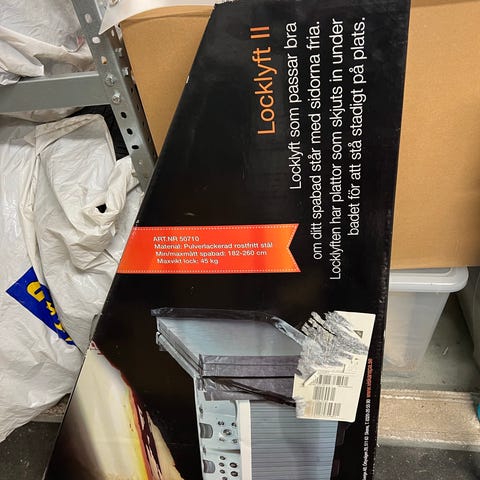 Locklyft II
Locklyft som passar bra
om ditt spabad står med sidorna fria.
Locklyften har plattor som skjuts in under
badet för att stå stadigt på plats.
ART.NR 50710
Material: Pulverlackerad rostfritt stål
Min/maxmått spabad: 182-260 cm
Maxvikt lock: 45 kg